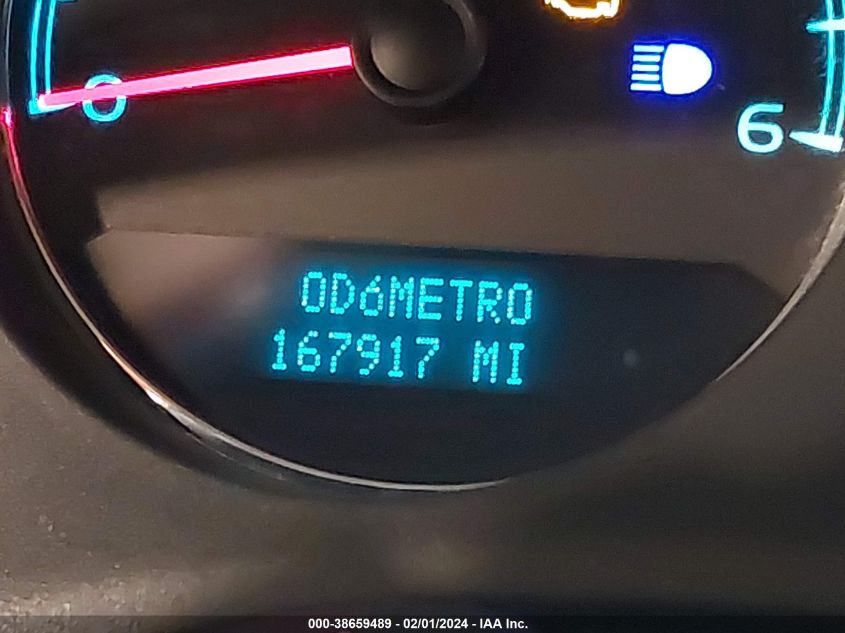 0
6
ODóMETRO
167917 MI
000-38659489 - 02/01/2024 - IAA Inc.